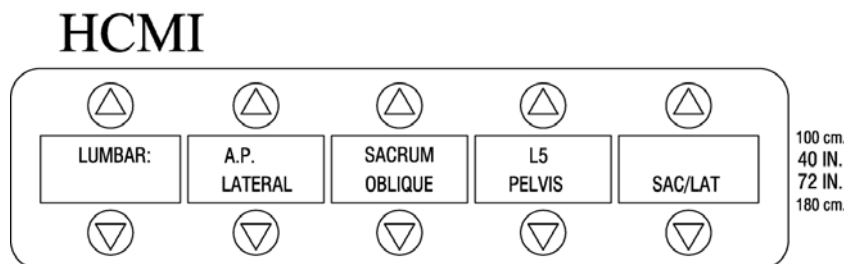 HCMI
LUMBAR: A.P. SACRUM L5
LATERAL OBLIQUE PELVIS SAC/LAT
100 cm.
40 IN.
72 IN.
180 cm.